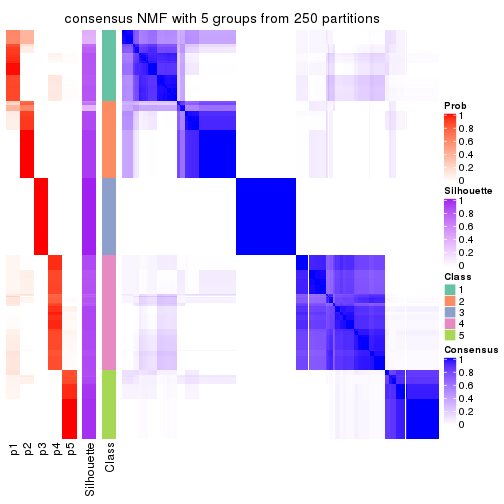 consensus NMF with 5 groups from 250 partitions
Prob
1
0.8
0.6
0.4
0.2
0
Silhouette
1
0.8
0.6
0.4
0.2
0
Class
1
2
3
4
5
Consensus
1
0.8
0.6
0.4
0.2
0
p1
p2
p3
p4
p5
Silhouette
Class